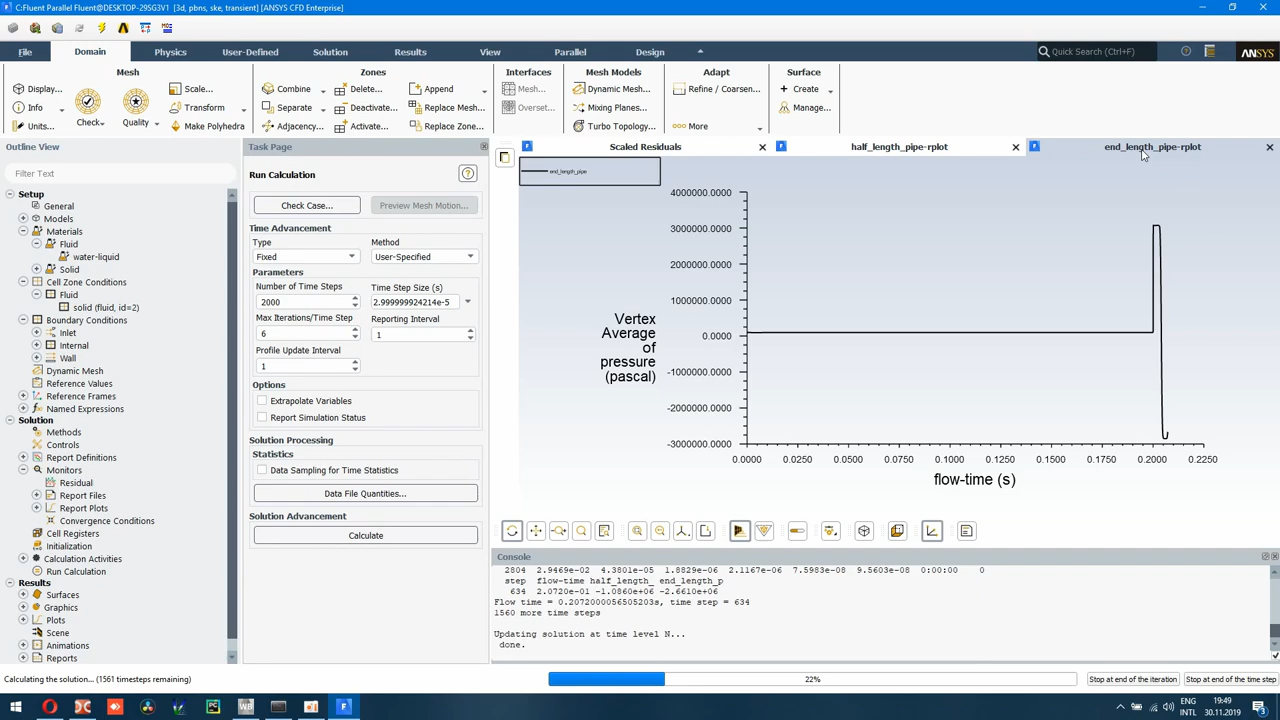 C:Fluent Parallel Fluent@DESKTOP-29SG3V1 [3d, pbns, ske, transient] [ANSYS CFD Enterprise]
File Domain Physics User-Defined Solution Results View Parallel Design Quick Search (Ctrl+F) ANSYS
Mesh Zones Interfaces Mesh Models Adapt Surface
Display... Scale... Combine Delete... Append Mesh... Dynamic Mesh... Refine / Coarsen... Create
Info Check Quality Transform Separate Deactivate... Replace Mesh... Overset... Mixing Planes... Manage...
Units... Make Polyhedra Adjacency... Activate... Replace Zone... Turbo Topology... More
Outline View
Filter Text
Setup
General
Models
Materials
Fluid
water-liquid
Solid
Cell Zone Conditions
Fluid
solid (fluid, id=2)
Boundary Conditions
Inlet
Internal
Wall
Dynamic Mesh
Reference Values
Reference Frames
Named Expressions
Solution
Methods
Controls
Report Definitions
Monitors
Residual
Report Files
Report Plots
Convergence Conditions
Cell Registers
Initialization
Calculation Activities
Run Calculation
Results
Surfaces
Graphics
Plots
Scene
Animations
Reports
Task Page
Run Calculation
Check Case... Preview Mesh Motion...
Time Advancement
Type Method
Fixed User-Specified
Parameters
Number of Time Steps Time Step Size (s)
2000 2.999999924214e-5
Max Iterations/Time Step Reporting Interval
6 1
Profile Update Interval
1
Options
Extrapolate Variables
Report Simulation Status
Solution Processing
Statistics
Data Sampling for Time Statistics
Data File Quantities...
Solution Advancement
Calculate
Scaled Residuals half_length_pipe-rplot end_length_pipe-rplot
end_length_pipe
4000000.0000
3000000.0000
2000000.0000
1000000.0000
0.0000
-1000000.0000
-2000000.0000
-3000000.0000
Vertex
Average
of
pressure
(pascal)
0.0000 0.0250 0.0500 0.0750 0.1000 0.1250 0.1500 0.1750 0.2000 0.2250
flow-time (s)
Console
2804 2.9469e-02 4.3801e-05 1.8829e-06 2.1167e-06 7.5983e-08 9.5603e-08 0:00:00 0
step flow-time half_length_ end_length_p
634 2.0720e-01 -1.0860e+06 -2.6610e+06
Flow time = 0.2072000056505203s, time step = 634
1560 more time steps
Updating solution at time level N...
done.
Calculating the solution... (1561 timesteps remaining) 22% Stop at end of the iteration Stop at end of the time step
ENG 19:49
INTL 30.11.2019 3